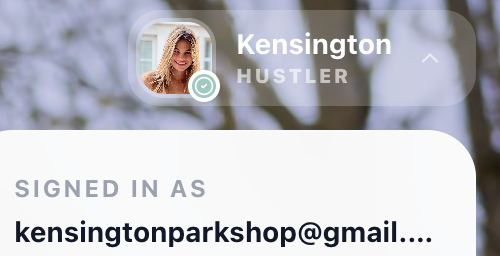 Kensington
HUSTLER
SIGNED IN AS
kensingtonparkshop@gmail....